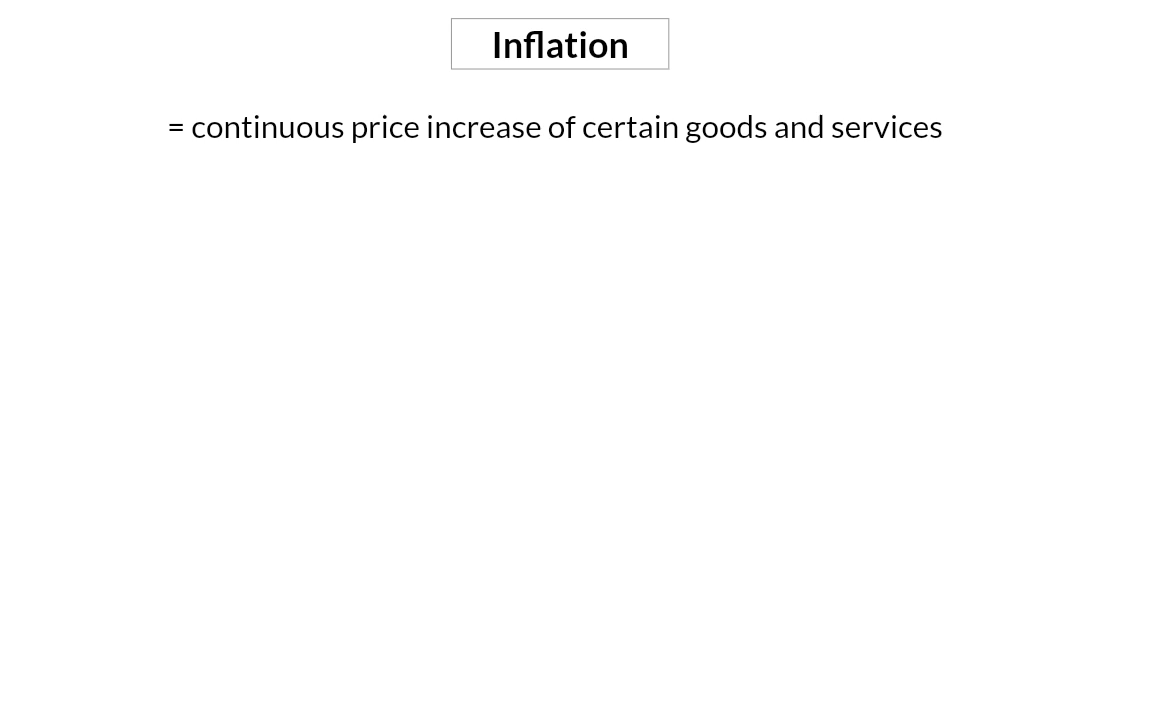 Inflation
= continuous price increase of certain goods and services